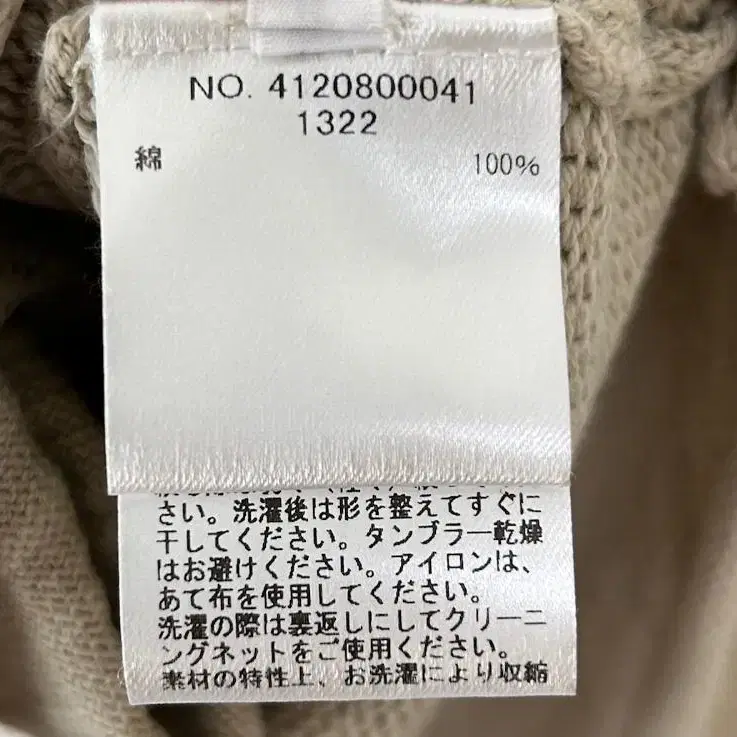 NO. 4120800041
1322
綿 100%
さい。洗濯後は形を整えてすぐに
干してください。タンブラー乾燥
はお避けください。アイロンは、
あて布を使用してください。
洗濯の際は裏返しにしてクリーニ
ングネットをご使用ください。
素材の特性上、お洗濯により収縮